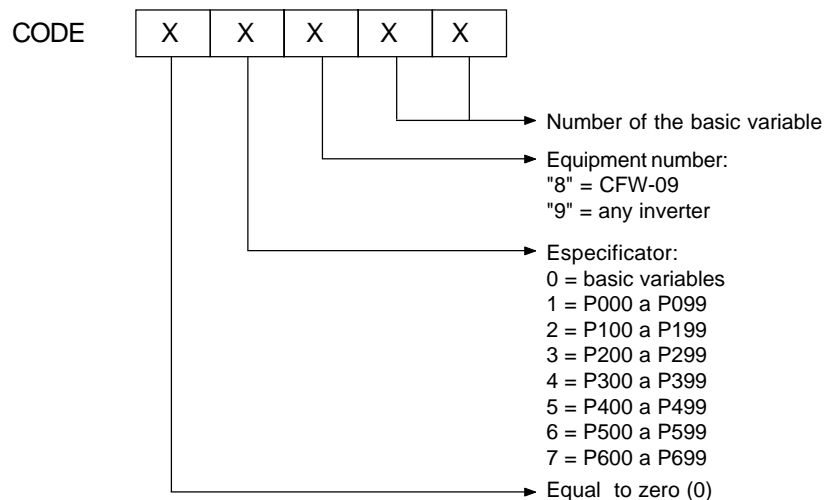 CODE X X X X X
Number of the basic variable
Equipment number:
"8" = CFW-09
"9" = any inverter
Especificator:
0 = basic variables
1 = P000 a P099
2 = P100 a P199
3 = P200 a P299
4 = P300 a P399
5 = P400 a P499
6 = P500 a P599
7 = P600 a P699
Equal to zero (0)